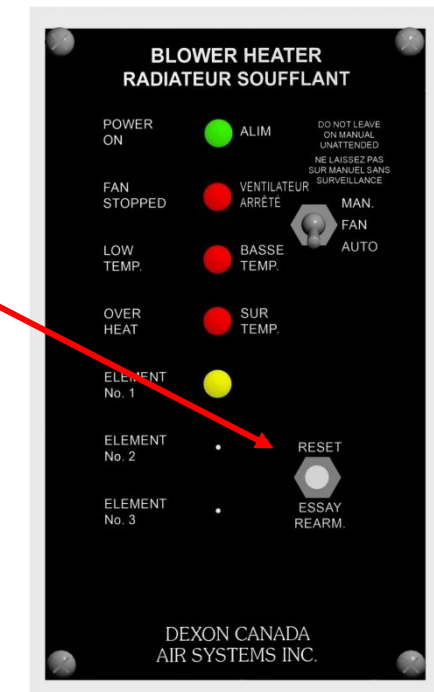 BLOWER HEATER
RADIATEUR SOUFFLANT
POWER
ON
ALIM
DO NOT LEAVE
ON MANUAL
UNATTENDED
NE LAISSEZ PAS
SUR MANUEL SANS
SURVEILLANCE
FAN
STOPPED
VENTILATEUR
ARRÊTÉ
MAN.
FAN
AUTO
LOW
TEMP.
BASSE
TEMP.
OVER
HEAT
SUR
TEMP.
ELEMENT
No. 1
ELEMENT
No. 2
RESET
ESSAY
REARM.
ELEMENT
No. 3
DEXON CANADA
AIR SYSTEMS INC.